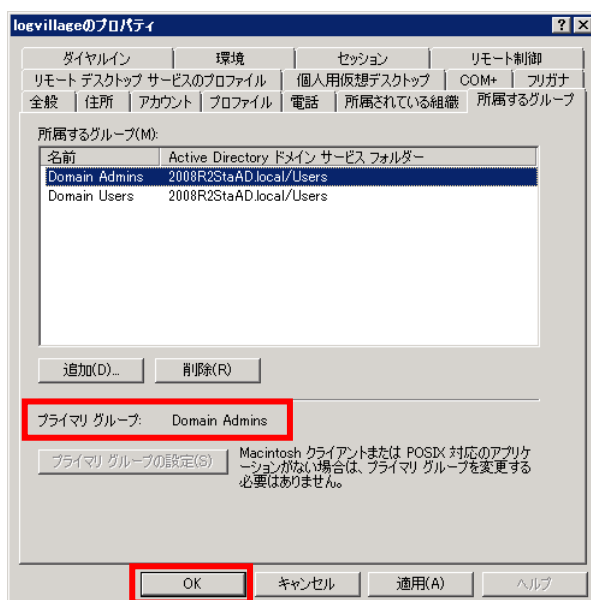 logvillageのプロパティ
ダイヤルイン 環境 セッション リモート制御
リモート デスクトップ サービスのプロファイル 個人用仮想デスクトップ COM+ フリガナ
全般 住所 アカウント プロファイル 電話 所属されている組織 所属するグループ
所属するグループ(M):
名前 Active Directory ドメイン サービス フォルダー
Domain Admins 2008R2StaAD.local/Users
Domain Users 2008R2StaAD.local/Users
追加(D)... 削除(R)
プライマリ グループ: Domain Admins
プライマリ グループの設定(S)
Macintosh クライアントまたは POSIX 対応のアプリケ
ーションがない場合は、プライマリ グループを変更する
必要はありません。
OK キャンセル 適用(A) ヘルプ